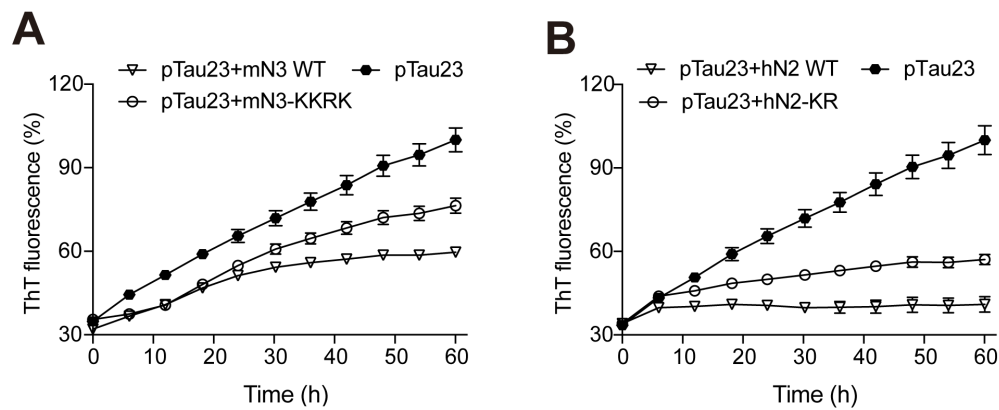 A
pTau23+mN3 WT
pTau23
pTau23+mN3-KKRK
120
90
60
30
ThT fluorescence (%)
0 10 20 30 40 50 60
Time (h)
B
pTau23+hN2 WT
pTau23
pTau23+hN2-KR
120
90
60
30
ThT fluorescence (%)
0 10 20 30 40 50 60
Time (h)